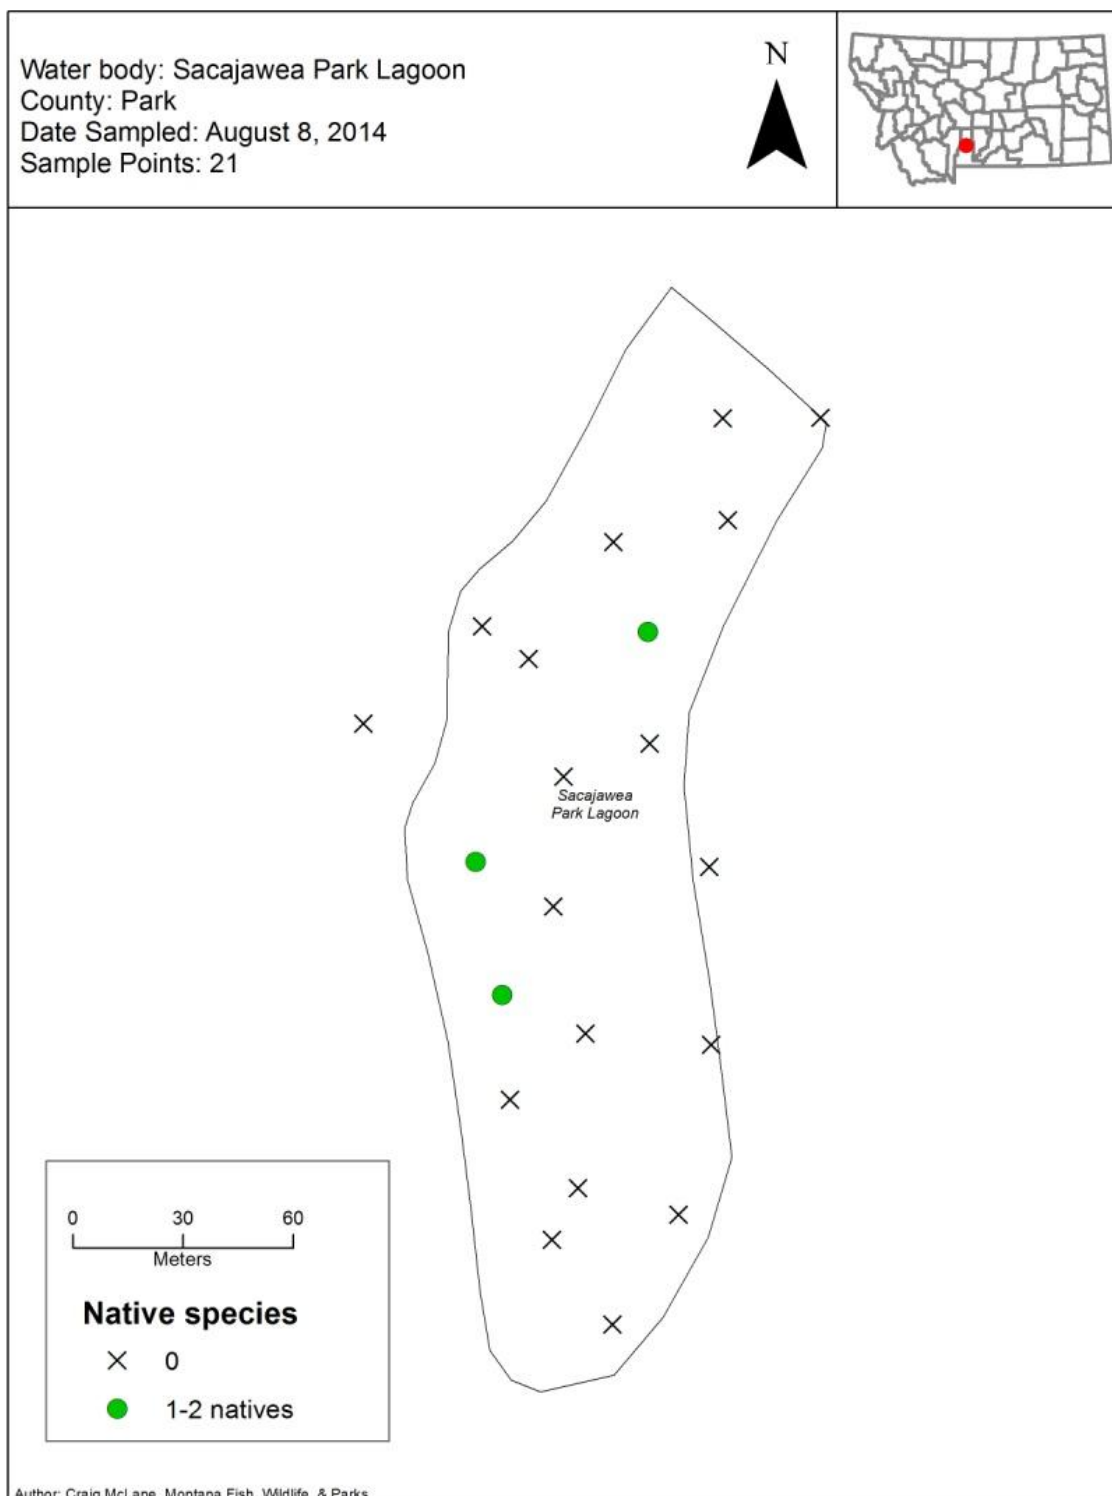 Water body: Sacajawea Park Lagoon
County: Park
Date Sampled: August 8, 2014
Sample Points: 21
N
Sacajawea
Park Lagoon
0 30 60
Meters
Native species
0
1-2 natives
Author: Craig McLane, Montana Fish, Wildlife, & Parks